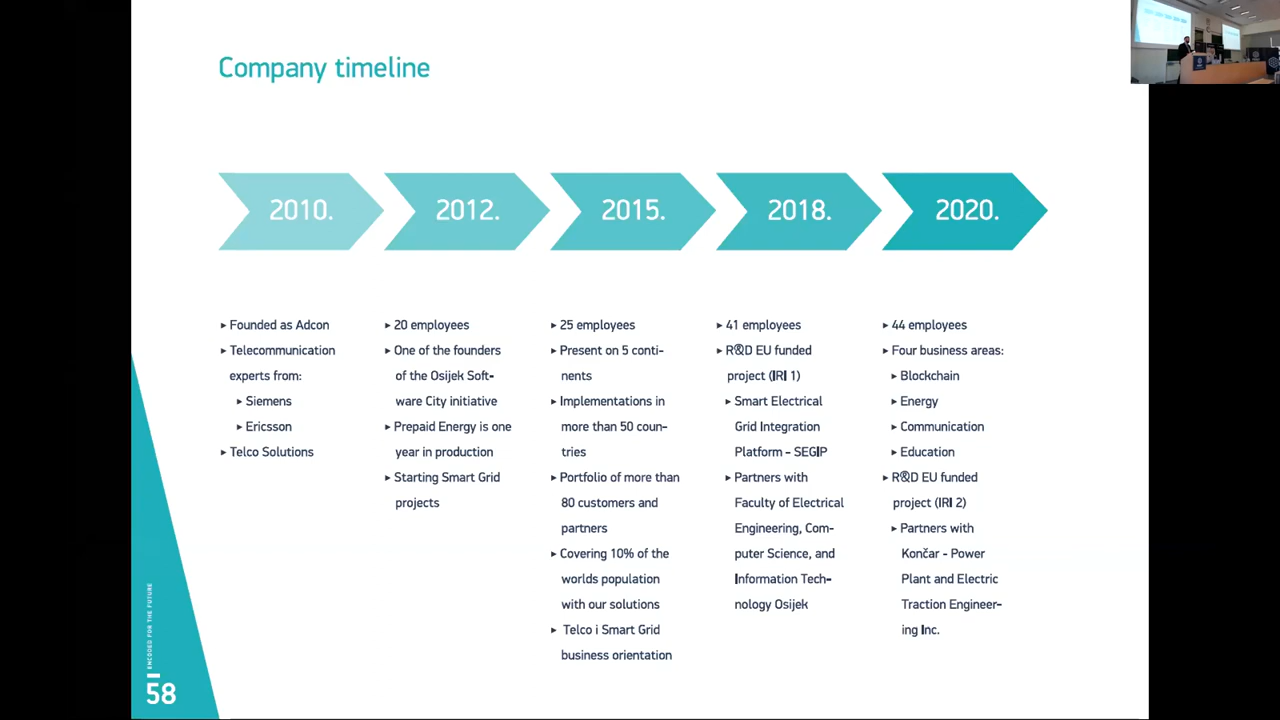 Company timeline
2010.
2012.
2015.
2018.
2020.
▸ Founded as Adcon
▸ Telecommunication
experts from:
▸ Siemens
▸ Ericsson
▸ Telco Solutions
▸ 20 employees
▸ One of the founders
of the Osijek Soft-
ware City initiative
▸ Prepaid Energy is one
year in production
▸ Starting Smart Grid
projects
▸ 25 employees
▸ Present on 5 conti-
nents
▸ Implementations in
more than 50 coun-
tries
▸ Portfolio of more than
80 customers and
partners
▸ Covering 10% of the
worlds population
with our solutions
▸ Telco i Smart Grid
business orientation
▸ 41 employees
▸ R&D EU funded
project (IRI 1)
▸ Smart Electrical
Grid Integration
Platform - SEGIP
▸ Partners with
Faculty of Electrical
Engineering, Com-
puter Science, and
Information Tech-
nology Osijek
▸ 44 employees
▸ Four business areas:
▸ Blockchain
▸ Energy
▸ Communication
▸ Education
▸ R&D EU funded
project (IRI 2)
▸ Partners with
Končar - Power
Plant and Electric
Traction Engineer-
ing Inc.
ENCODED FOR THE FUTURE
58